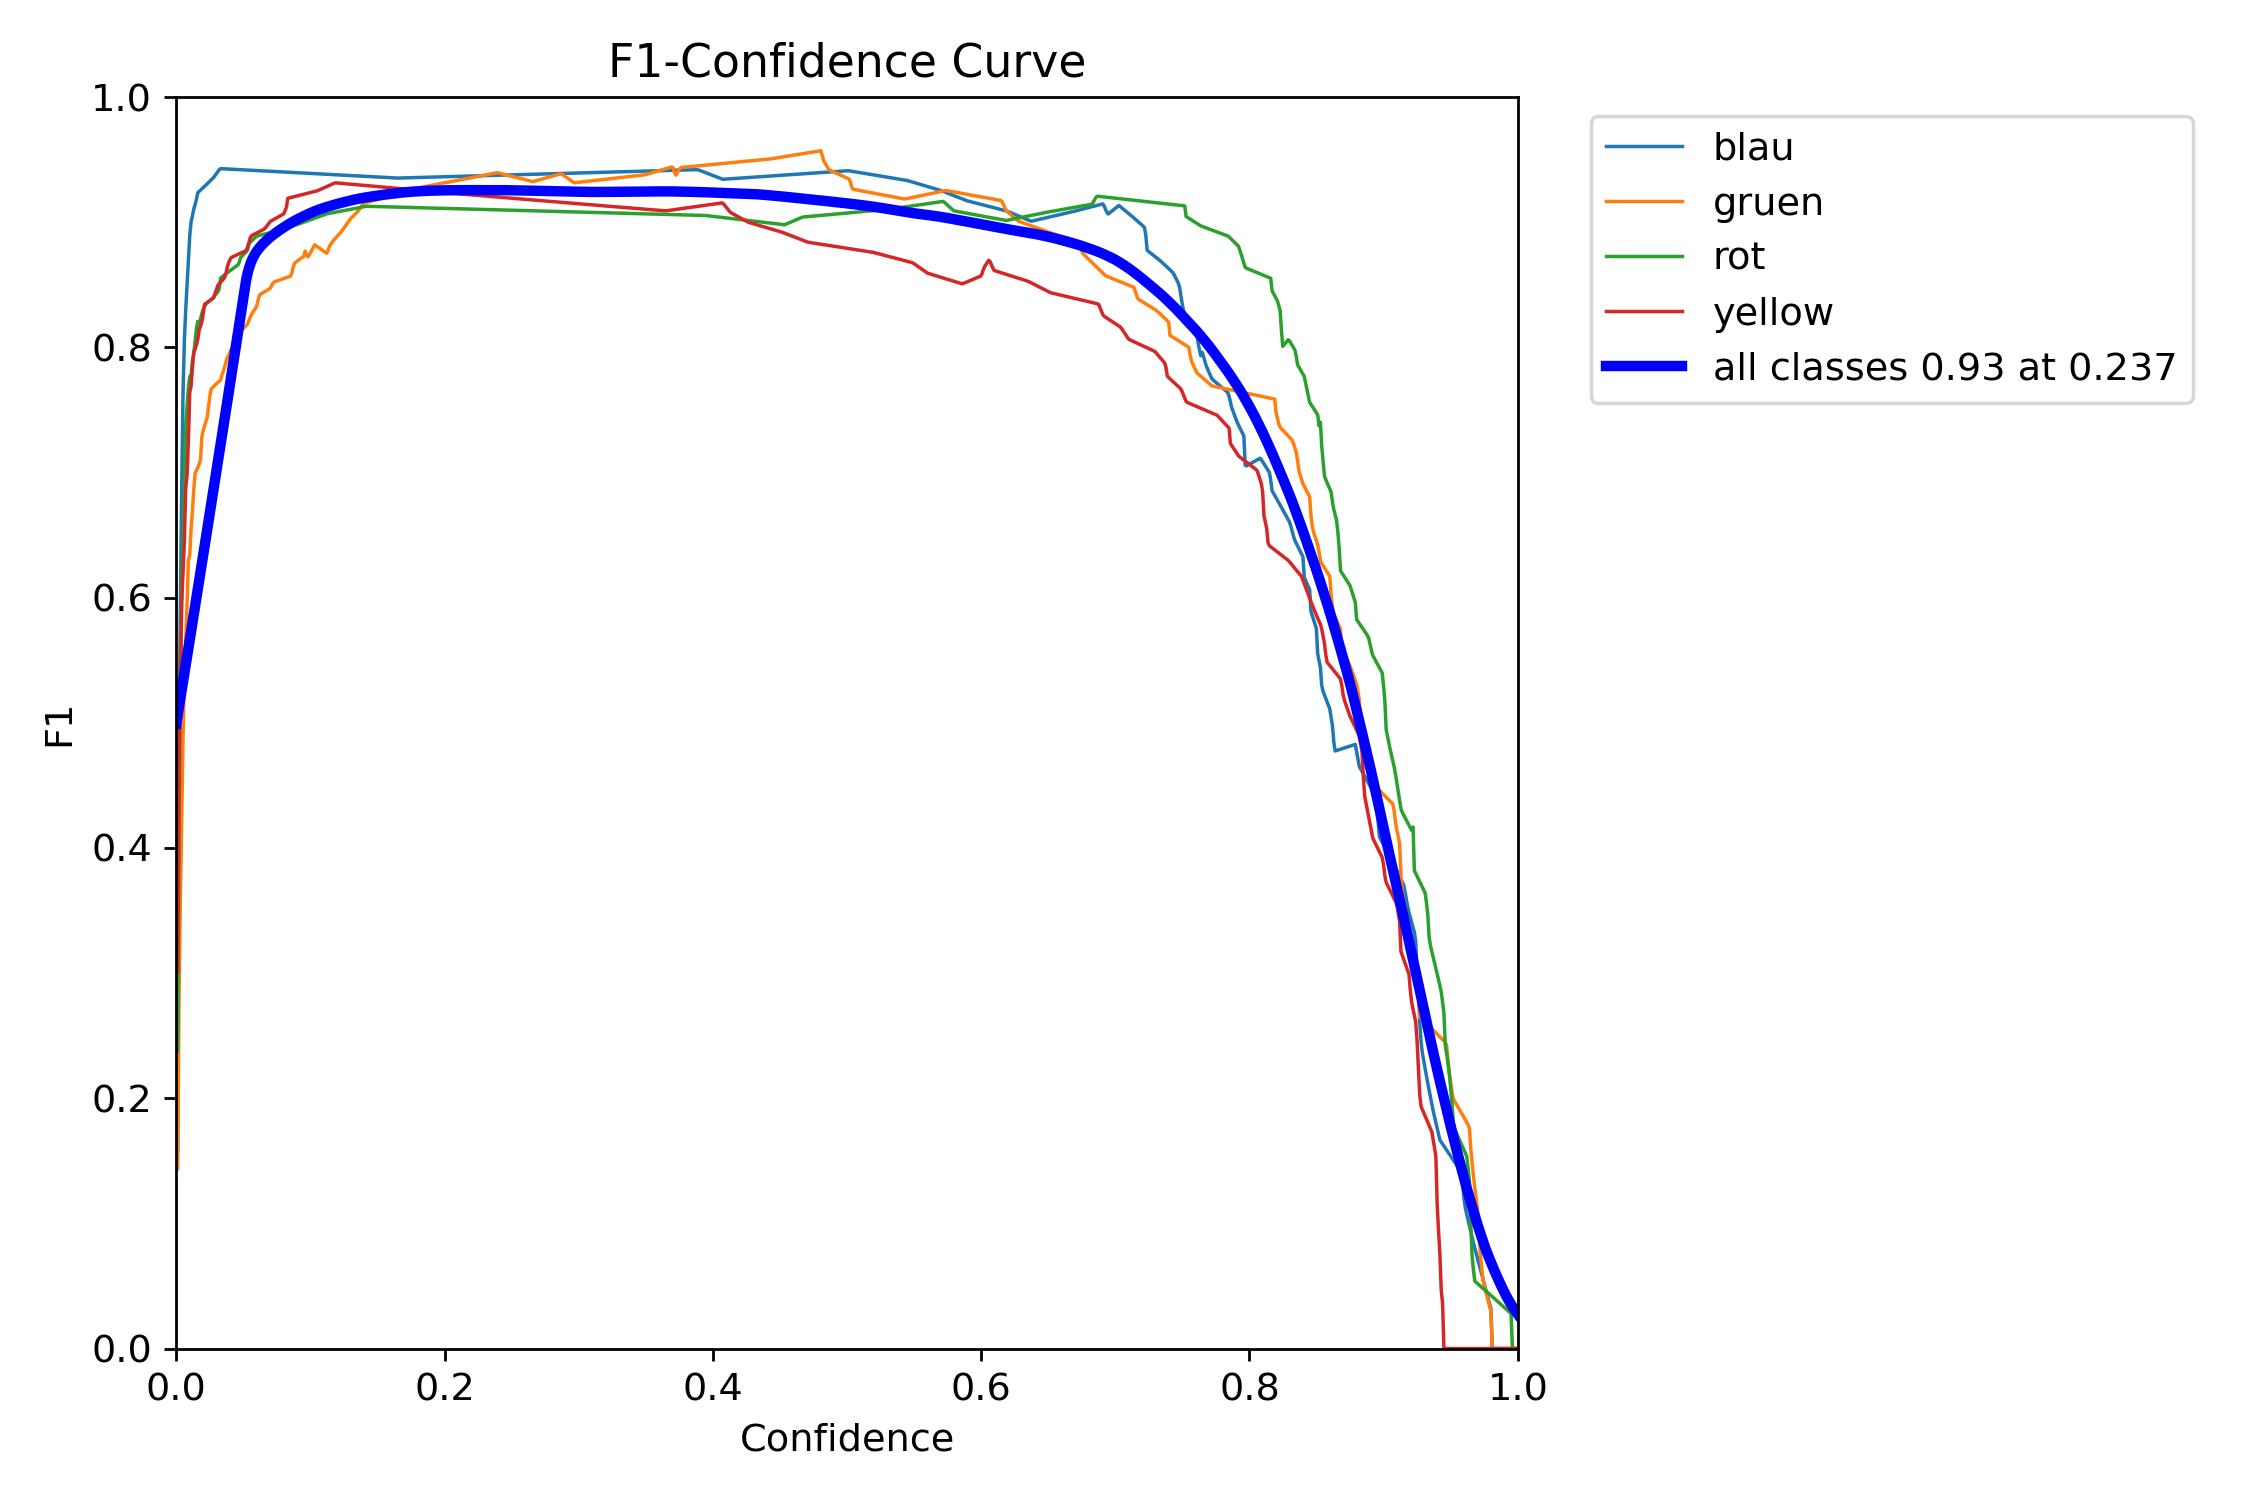 F1-Confidence Curve
1.0
0.8
0.6
0.4
0.2
0.0
F1
0.0 0.2 0.4 0.6 0.8 1.0
Confidence
blau
gruen
rot
yellow
all classes 0.93 at 0.237